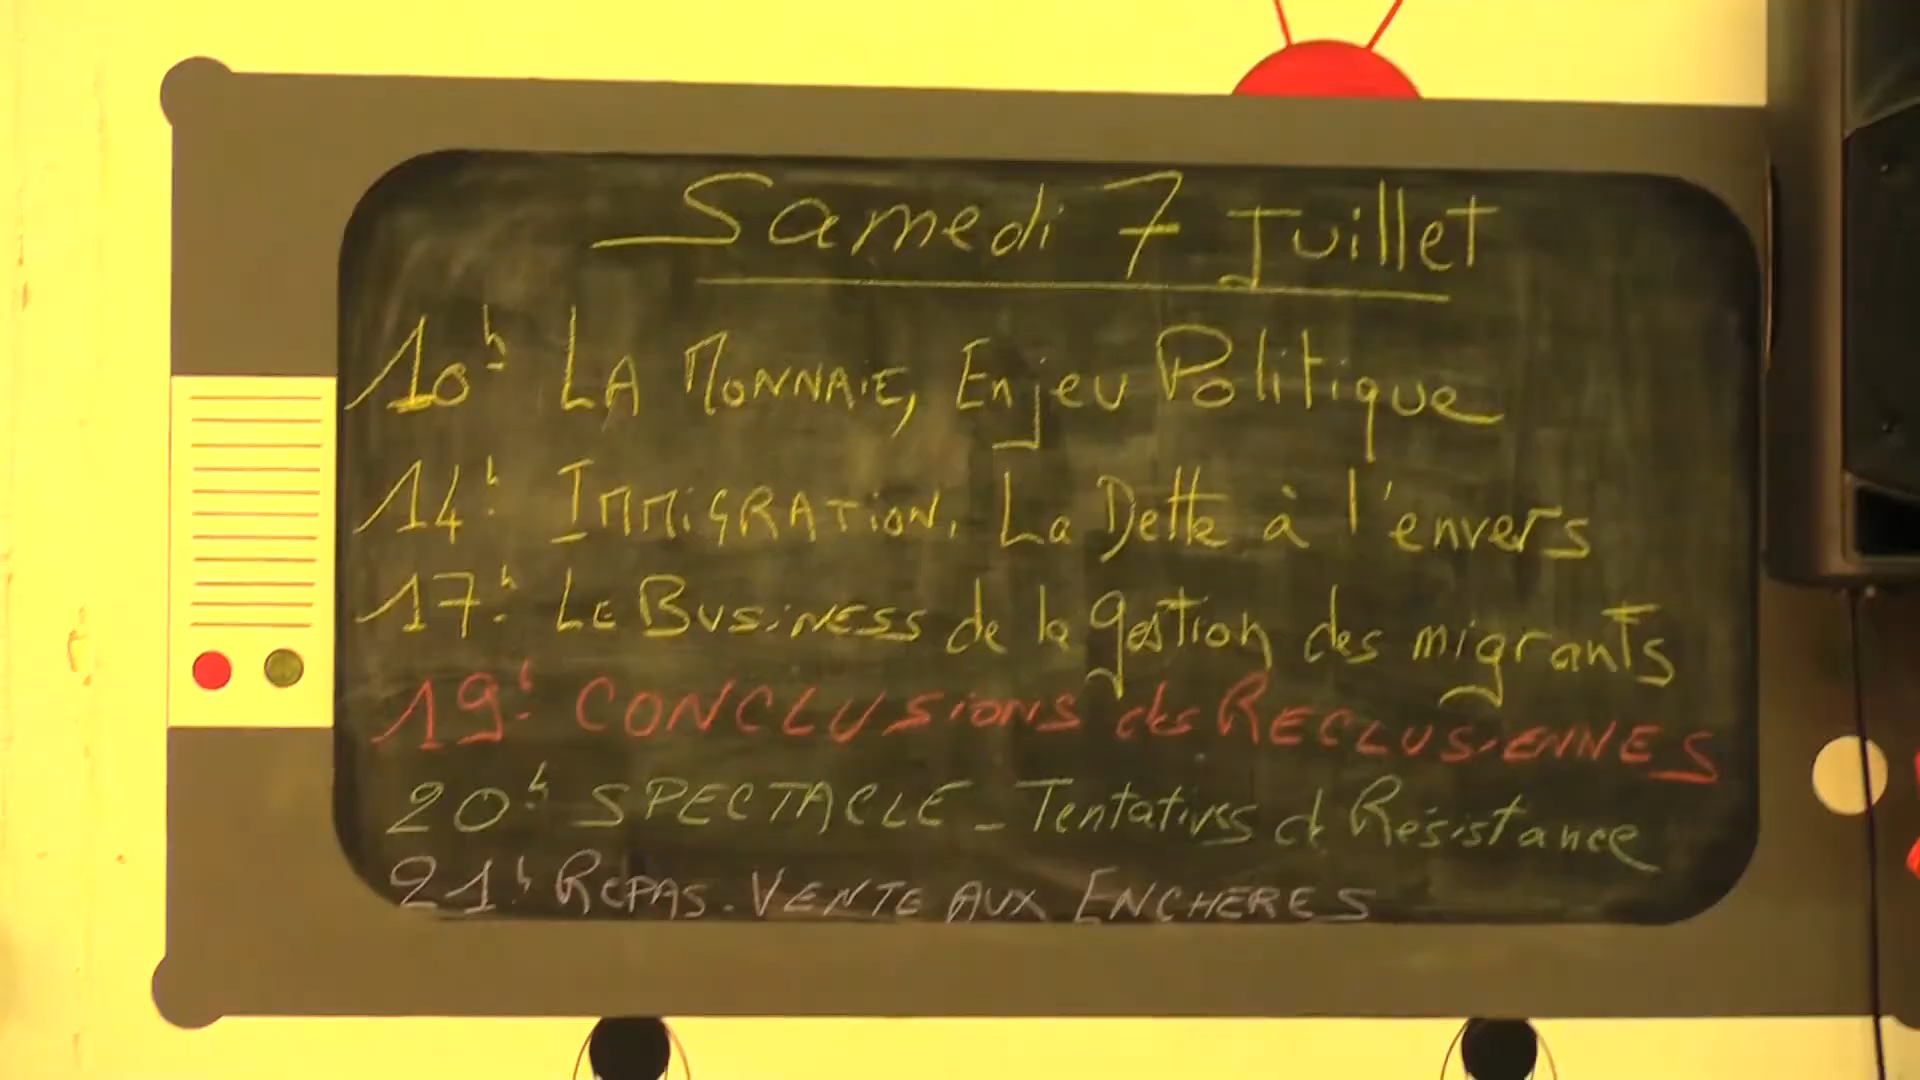 Samedi 7 Juillet
10h LA MONNAIE, Enjeu Politique
14h IMMIGRATION. La Dette à l'envers
17h Le Business de la gestion des migrants
19h CONCLUSIONS des RECLUSIENNES
20h SPECTACLE - Tentatives de Résistance
21h REPAS - VENTE AUX ENCHERES